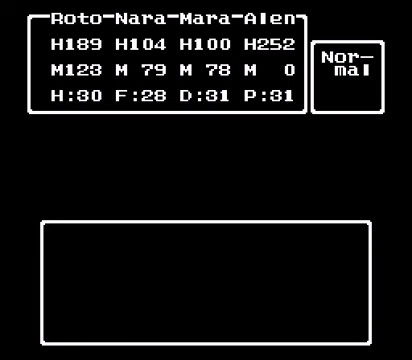 Roto Nara Mara Alen
H189 H104 H100 H252
M123 M 79 M 78 M 0
H:30 F:28 D:31 P:31
Nor-
mal